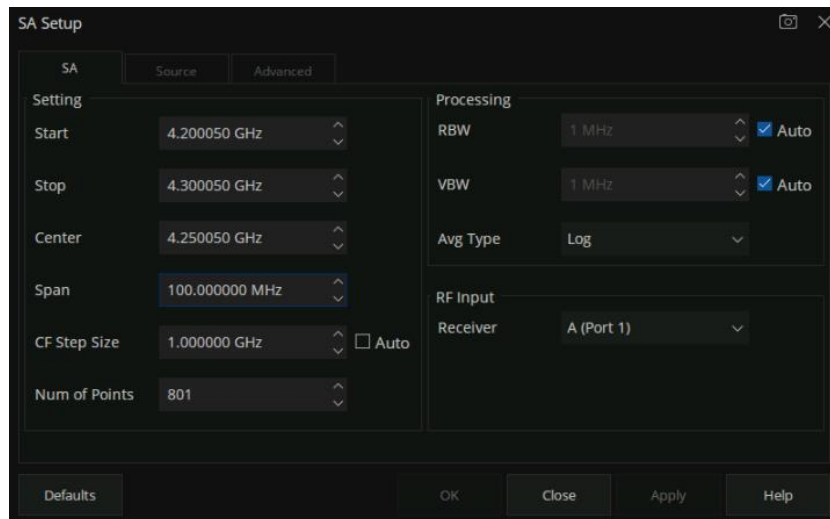 SA Setup
SA Source Advanced
Setting
Start 4.200050 GHz
Stop 4.300050 GHz
Center 4.250050 GHz
Span 100.000000 MHz
CF Step Size 1.000000 GHz Auto
Num of Points 801
Processing
RBW 1 MHz Auto
VBW 1 MHz Auto
Avg Type Log
RF Input
Receiver A (Port 1)
Defaults OK Close Apply Help